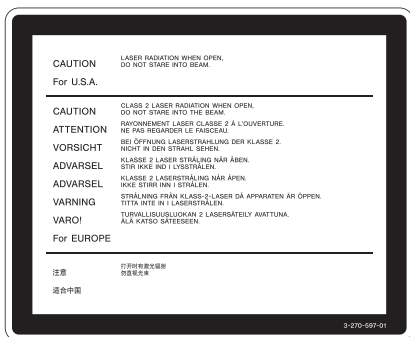 CAUTION
LASER RADIATION WHEN OPEN,
DO NOT STARE INTO BEAM.
For U.S.A.
CAUTION
CLASS 2 LASER RADIATION WHEN OPEN,
DO NOT STARE INTO THE BEAM.
ATTENTION
RAYONNEMENT LASER CLASSE 2 À L'OUVERTURE.
NE PAS REGARDER LE FAISCEAU.
VORSICHT
BEI ÖFFNUNG LASERSTRAHLUNG DER KLASSE 2.
NICHT IN DEN STRAHL SEHEN.
ADVARSEL
KLASSE 2 LASER STRÅLING NÅR ÅBEN.
STIR IKKE IND I LYSSTRÅLEN.
ADVARSEL
KLASSE 2 LASERSTRÅLING NÅR ÅPEN.
IKKE STIRR INN I STRÅLEN.
VARNING
STRÅLNING FRÅN KLASS-2-LASER DÅ APPARATEN ÄR ÖPPEN.
TITTA INTE IN I LASERSTRÅLEN.
VARO!
TURVALLISUUSLUOKAN 2 LASERSÄTEILY AVATTUNA.
ÄLÄ KATSO SÄTEESEEN.
For EUROPE
注意
打开时有激光辐射
勿直视光束
适合中国
3-270-597-01